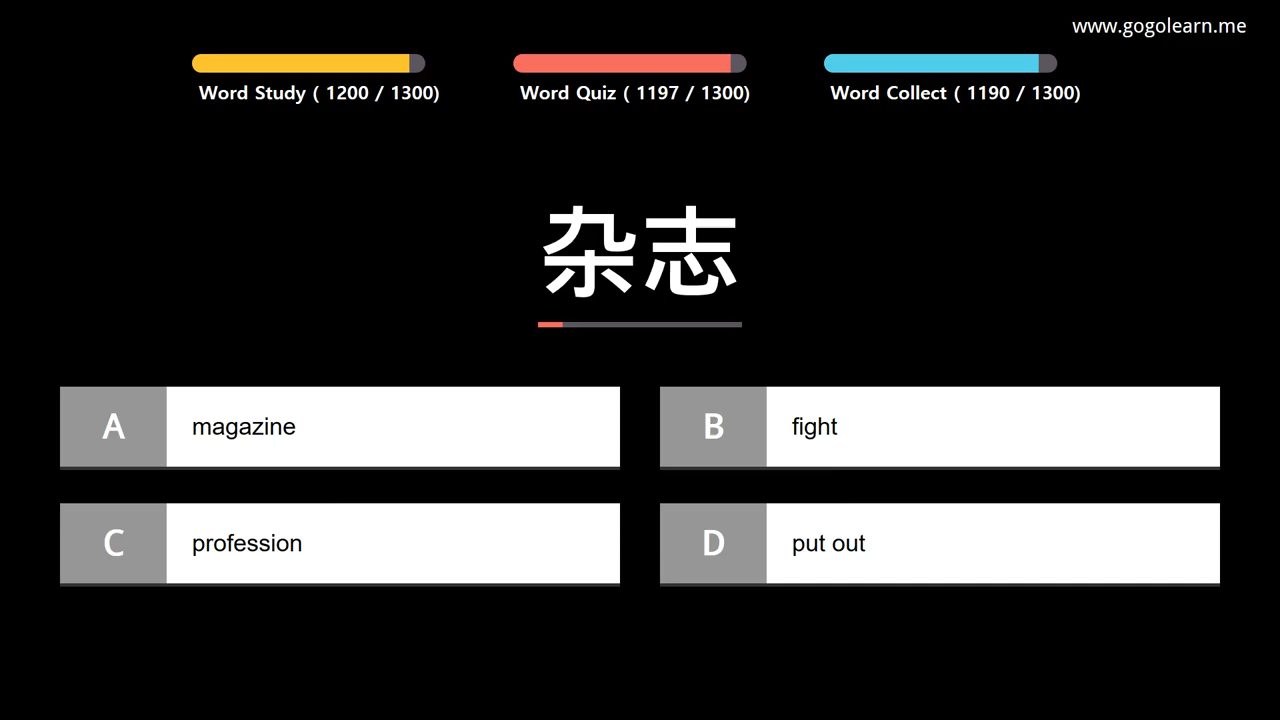 www.gogolearn.me
Word Study ( 1200 / 1300)
Word Quiz ( 1197 / 1300)
Word Collect ( 1190 / 1300)
杂志
A magazine
B fight
C profession
D put out